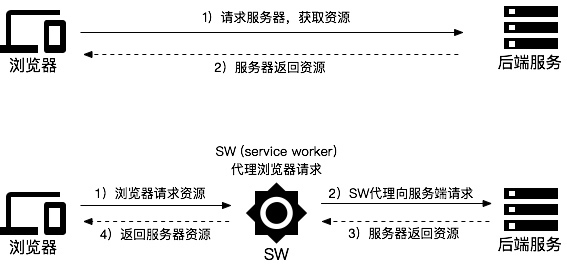 1）请求服务器，获取资源
2）服务器返回资源
浏览器
后端服务
SW (service worker)
代理浏览器请求
1）浏览器请求资源
2）SW代理向服务端请求
4）返回服务器资源
3）服务器返回资源
浏览器
SW
后端服务